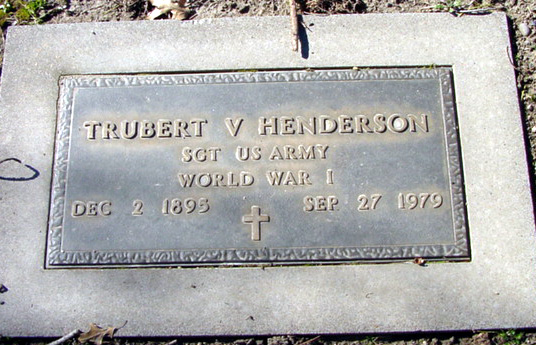 TRUBERT V HENDERSON
SGT US ARMY
WORLD WAR I
DEC 2 1895 SEP 27 1979